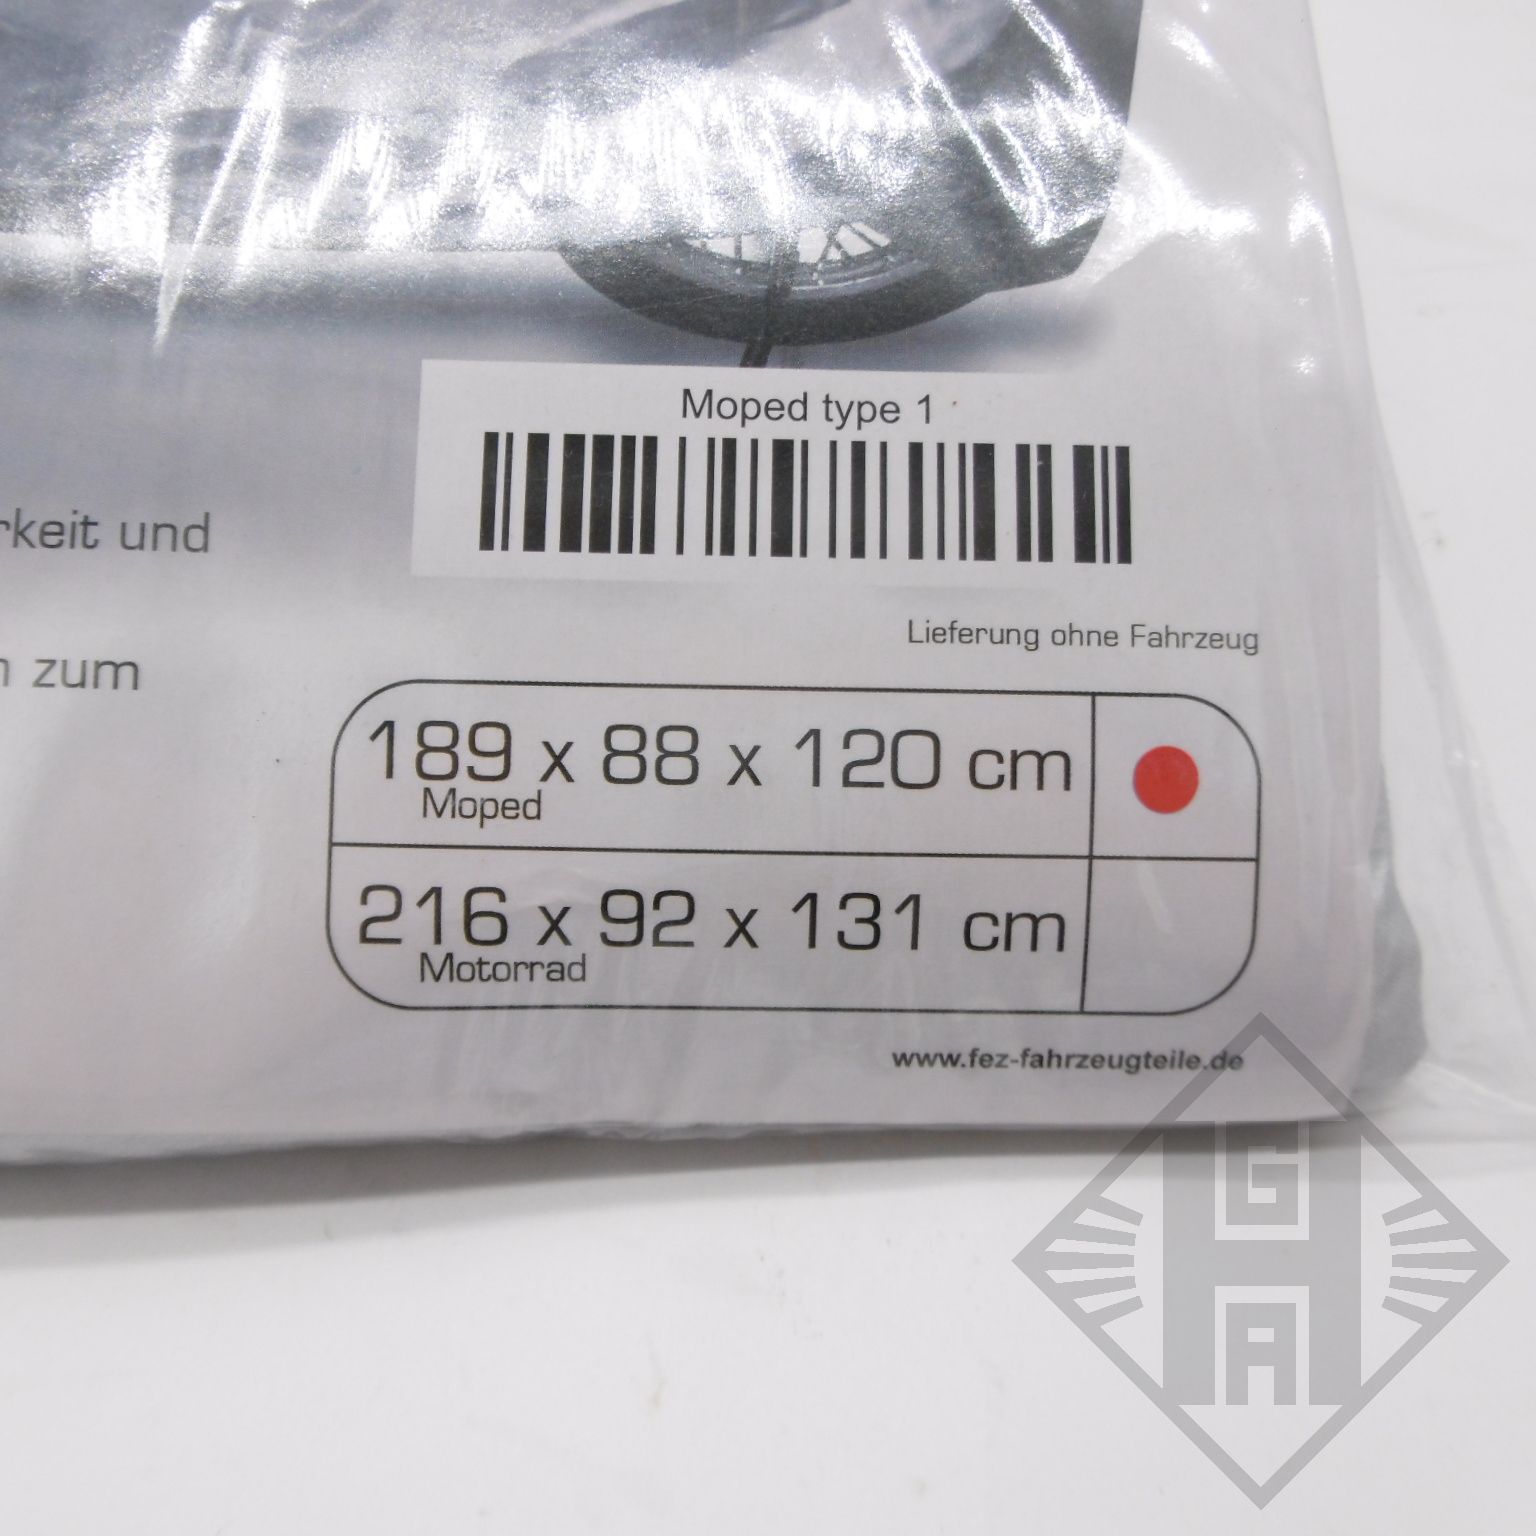 Moped type 1
rkeit und
Lieferung ohne Fahrzeug
n zum
189 x 88 x 120 cm
Moped
216 x 92 x 131 cm
Motorrad
www.fez-fahrzeugteile.de
G
H
A